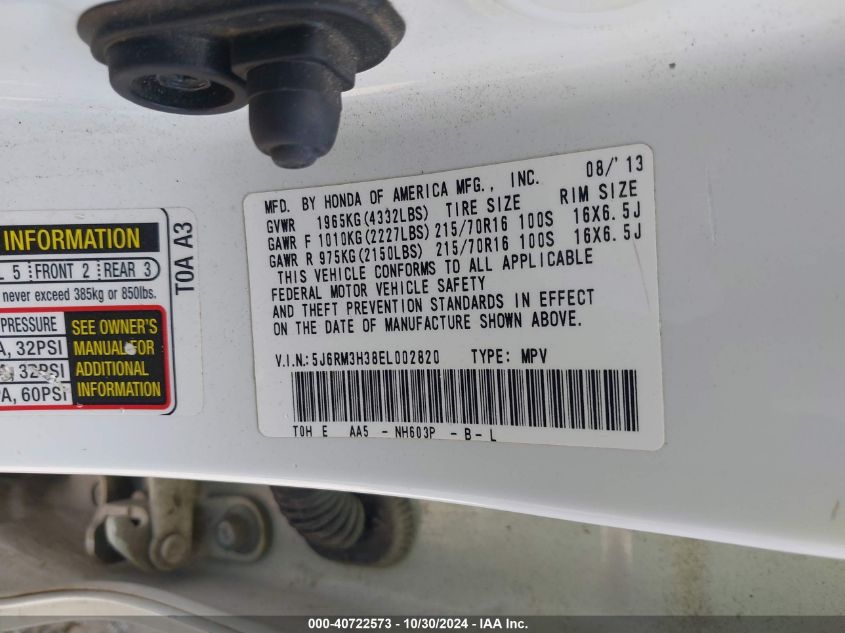 08/'13
MFD. BY HONDA OF AMERICA MFG., INC.
GVWR 1965KG(4332LBS) TIRE SIZE RIM SIZE
GAWR F 1010KG(2227LBS) 215/70R16 100S 16X6.5J
GAWR R 975KG(2150LBS) 215/70R16 100S 16X6.5J
THIS VEHICLE CONFORMS TO ALL APPLICABLE
FEDERAL MOTOR VEHICLE SAFETY
AND THEFT PREVENTION STANDARDS IN EFFECT
ON THE DATE OF MANUFACTURE SHOWN ABOVE.
V.I.N.:5J6RM3H38EL002820 TYPE: MPV
TOH E AA5 - NH603P - B - L
INFORMATION
L 5 FRONT 2 REAR 3
never exceed 385kg or 850lbs.
T0A A3
PRESSURE
A, 32PSI
, 32PSI
PA, 60PSI
SEE OWNER'S
MANUAL FOR
ADDITIONAL
INFORMATION
000-40722573 - 10/30/2024 - IAA Inc.